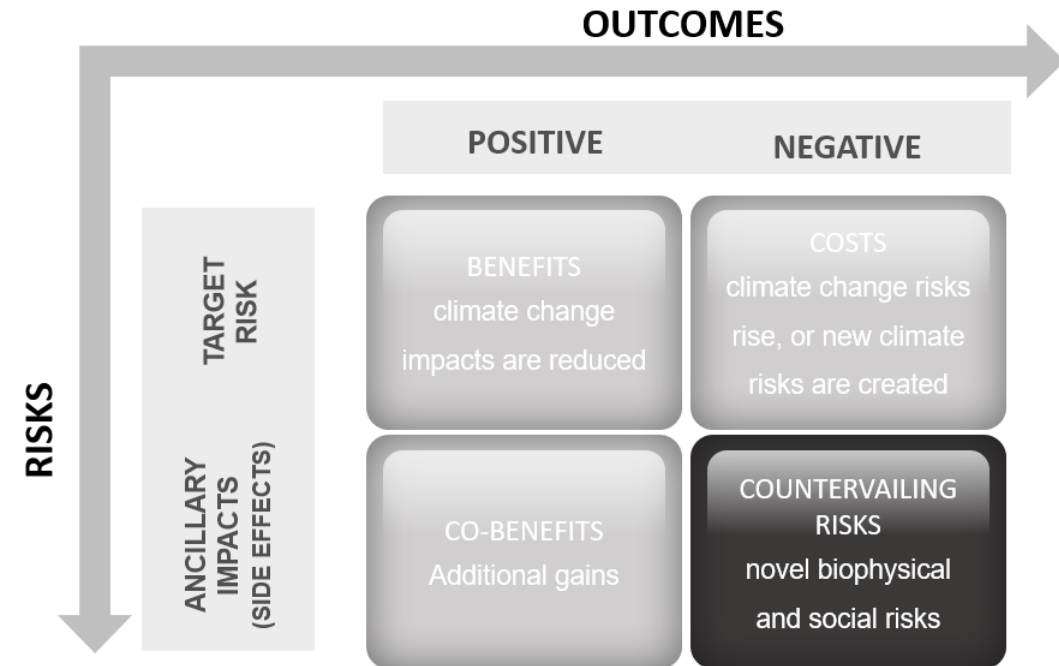 OUTCOMES
POSITIVE
NEGATIVE
RISKS
TARGET
RISK
BENEFITS
climate change
impacts are reduced
COSTS
climate change risks
rise, or new climate
risks are created
ANCILLARY
IMPACTS
(SIDE EFFECTS)
CO-BENEFITS
Additional gains
COUNTERVAILING
RISKS
novel biophysical
and social risks